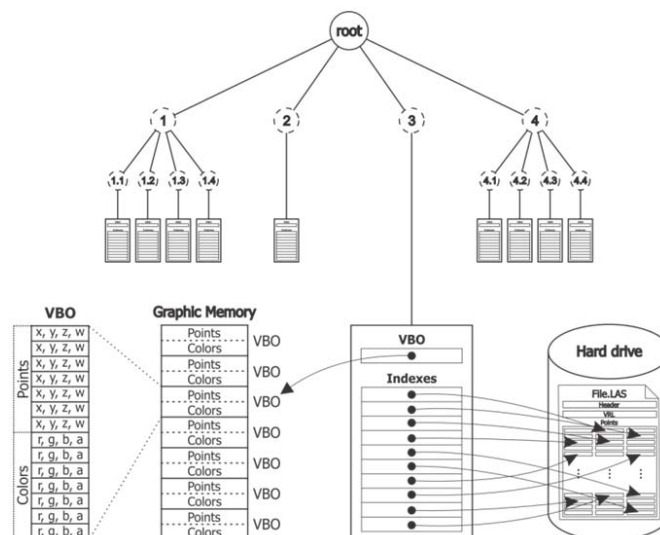 root
1
2
3
4
1.1
1.2
1.3
1.4
4.1
4.2
4.3
4.4
VBO
x, y, z, w
x, y, z, w
x, y, z, w
x, y, z, w
x, y, z, w
x, y, z, w
x, y, z, w
r, g, b, a
r, g, b, a
r, g, b, a
r, g, b, a
r, g, b, a
r, g, b, a
r, g, b, a
Points
Colors
Graphic Memory
Points
Colors
VBO
Points
Colors
VBO
Points
Colors
VBO
Points
Colors
VBO
Points
Colors
VBO
Points
Colors
VBO
Points
Colors
VBO
VBO
Indexes
Hard drive
File.LAS
Header
VRL
Points